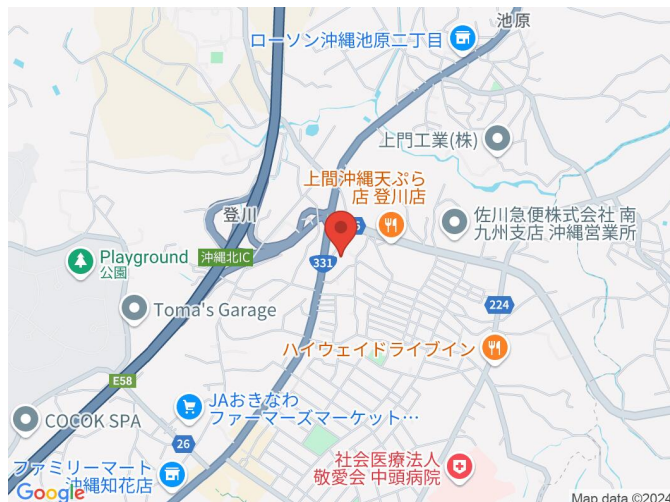 池原
ローソン沖縄池原二丁目
上門工業(株)
上間沖縄天ぷら
店 登川店
登川
佐川急便株式会社 南
九州支店 沖縄営業所
沖縄北IC
Playground
公園
331
224
Toma's Garage
ハイウェイドライブイン
E58
JAおきなわ
ファーマーズマーケット…
COCOK SPA
26
社会医療法人
敬愛会 中頭病院
ファミリーマート
沖縄知花店
Google
Map data ©2024